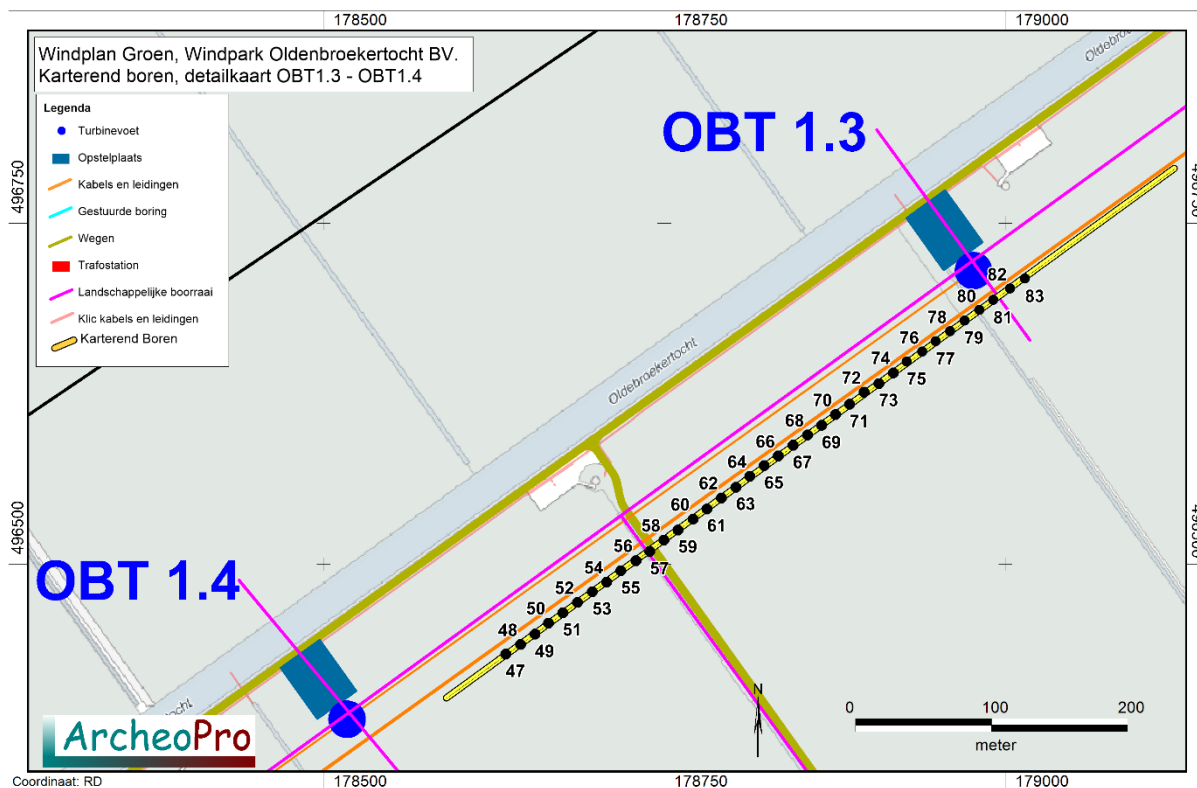 178500 178750 179000
Windplan Groen, Windpark Oldenbroekertocht BV.
Karterend boren, detailkaart OBT1.3 - OBT1.4
Legenda
Turbinevoet
Opstelplaats
Kabels en leidingen
Gestuurde boring
Wegen
Trafostation
Landschappelijke boorraai
Klic kabels en leidingen
Karterend Boren
Oldebroekertocht
OBT 1.3
496750
496750
82
80
83
81
78
79
76
77
74
75
72
73
70
71
68
69
66
67
64
65
62
63
60
61
58
59
56
57
54
55
52
53
50
51
48
49
47
Oldebroekertocht
496500
496500
OBT 1.4
N
0 100 200
meter
ArcheoPro
Coordinaat: RD
178500 178750 179000